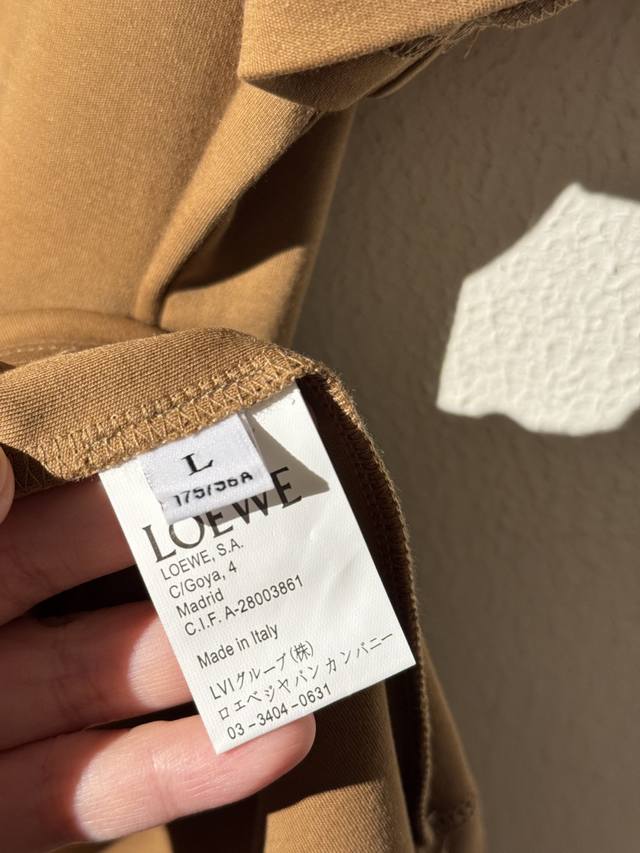 L
175/96A
LOEWE
LOEWE, S.A.
C/Goya, 4
Madrid
C.I.F. A-28003861
Made in Italy
LVIグループ(株)
ロエベジャパン カンパニー
03-3404-0631